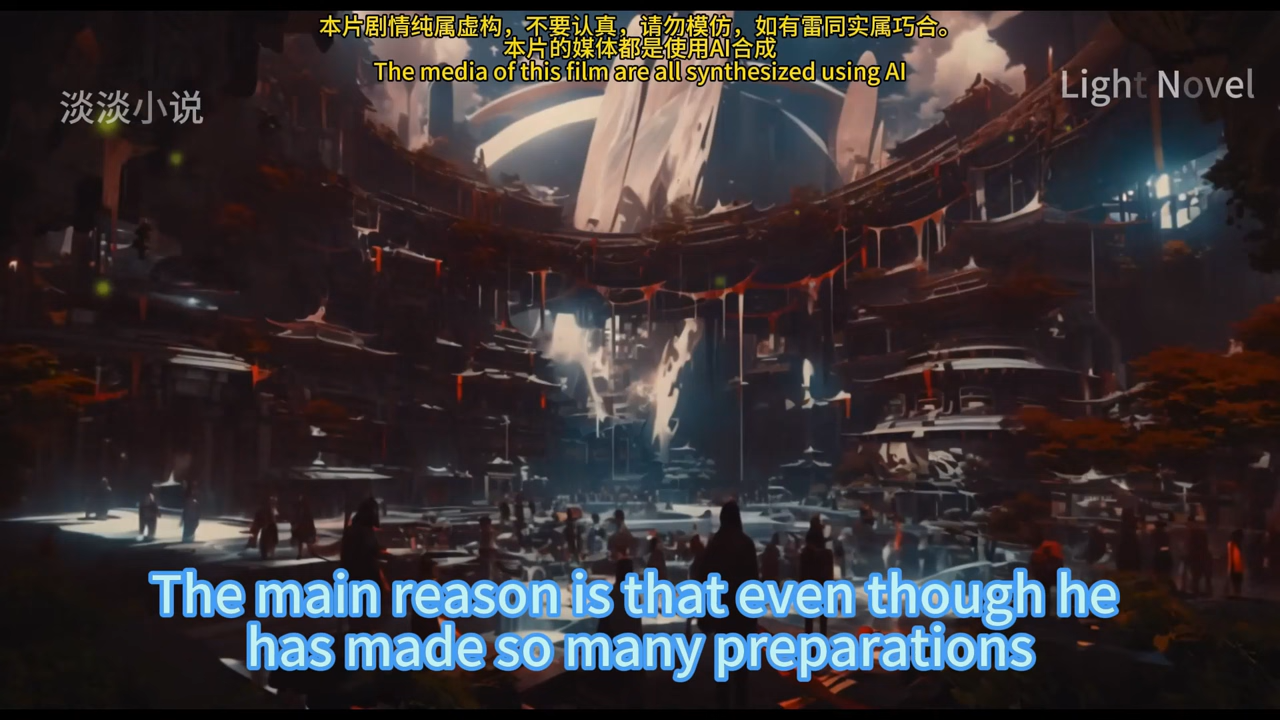 本片剧情纯属虚构，不要认真，请勿模仿，如有雷同实属巧合。
本片的媒体都是使用AI合成
The media of this film are all synthesized using AI
淡淡小说
Light Novel
The main reason is that even though he
has made so many preparations